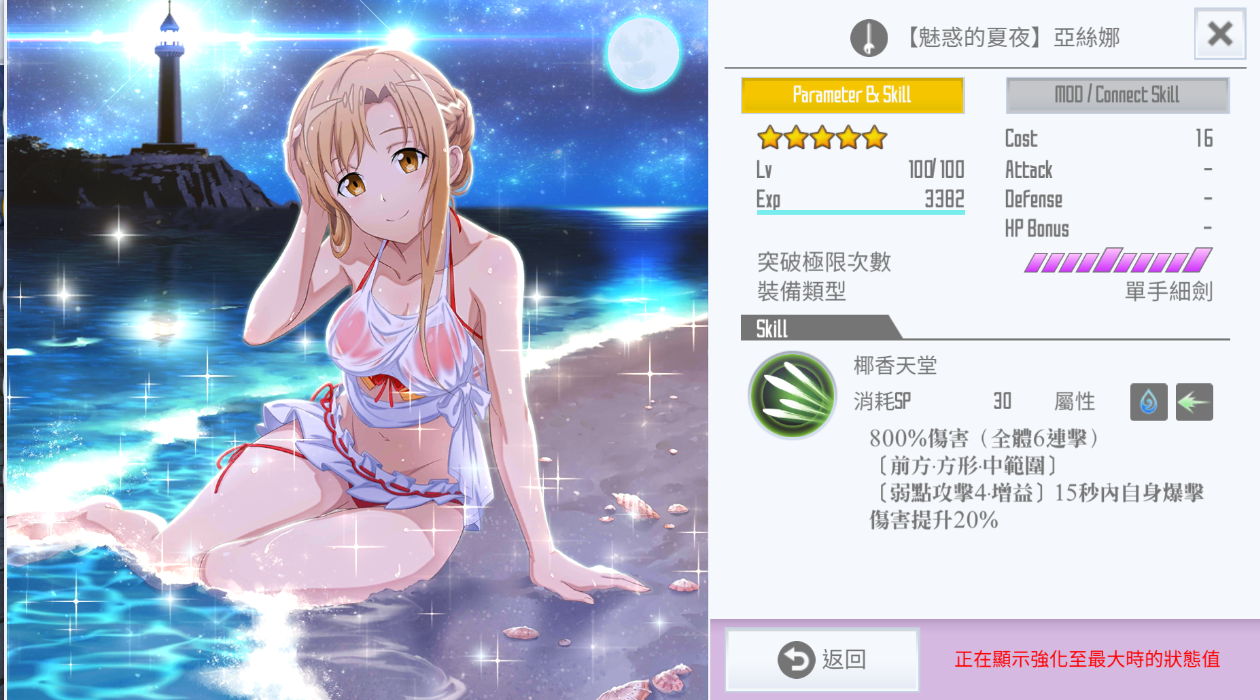 【魅惑的夏夜】亞絲娜
Parameter & Skill
MOD / Connect Skill
Lv 100/100
Exp 3382
Cost 16
Attack -
Defense -
HP Bonus -
突破極限次數
裝備類型 單手細劍
Skill
椰香天堂
消耗SP 30 屬性
800%傷害（全體6連擊）
〔前方·方形·中範圍〕
〔弱點攻擊4·增益〕15秒內自身爆擊
傷害提升20%
返回
正在顯示強化至最大時的狀態值